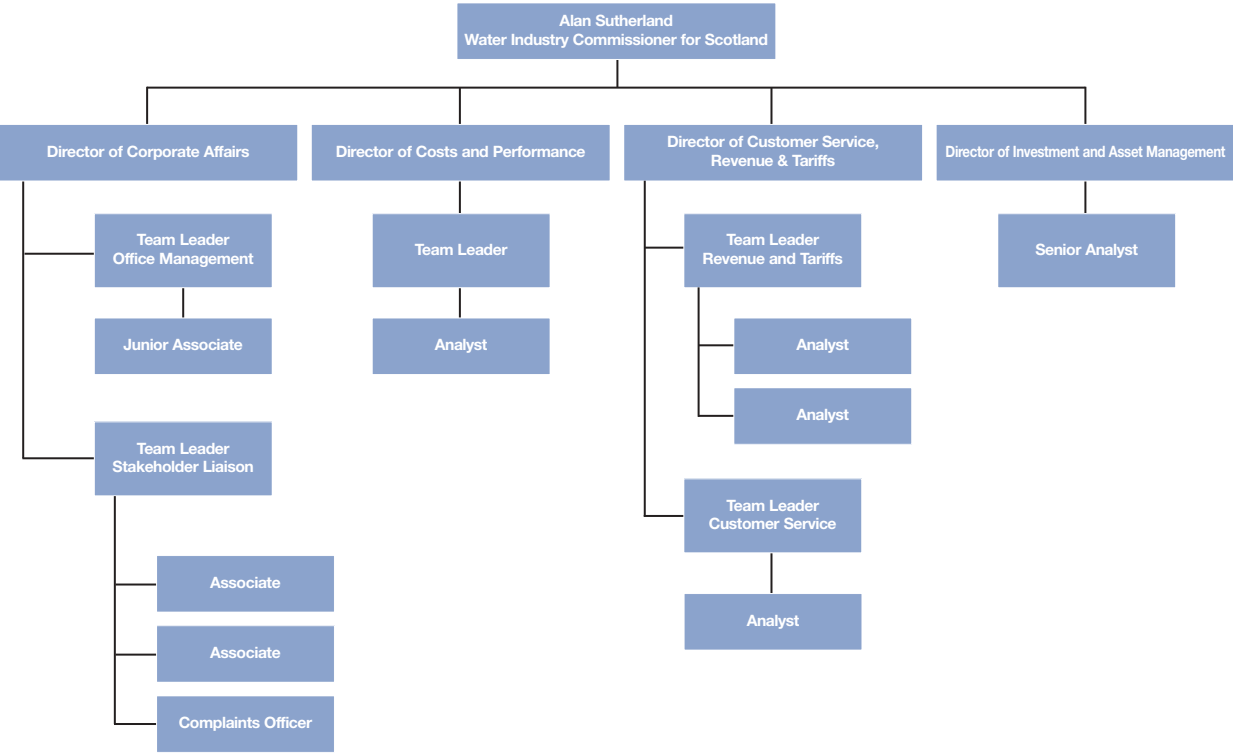 Alan Sutherland
Water Industry Commissioner for Scotland
Director of Corporate Affairs
Director of Costs and Performance
Director of Customer Service,
Revenue & Tariffs
Director of Investment and Asset Management
Team Leader
Office Management
Junior Associate
Team Leader
Stakeholder Liaison
Associate
Associate
Complaints Officer
Team Leader
Analyst
Team Leader
Revenue and Tariffs
Analyst
Analyst
Team Leader
Customer Service
Analyst
Senior Analyst